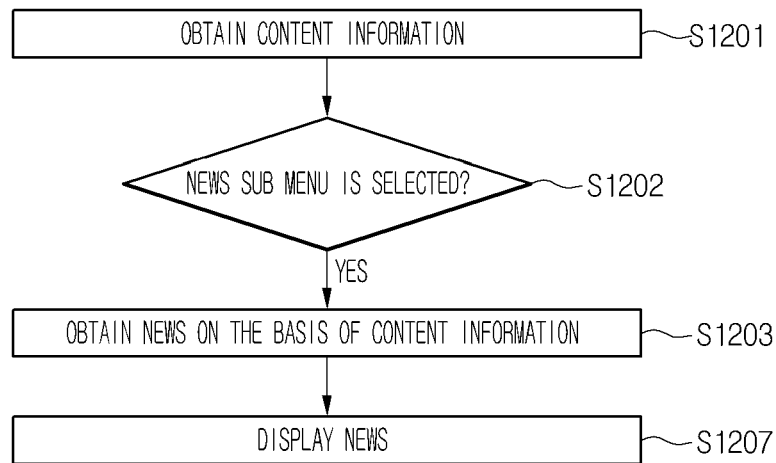 OBTAIN CONTENT INFORMATION
S1201
NEWS SUB MENU IS SELECTED?
S1202
YES
OBTAIN NEWS ON THE BASIS OF CONTENT INFORMATION
S1203
DISPLAY NEWS
S1207